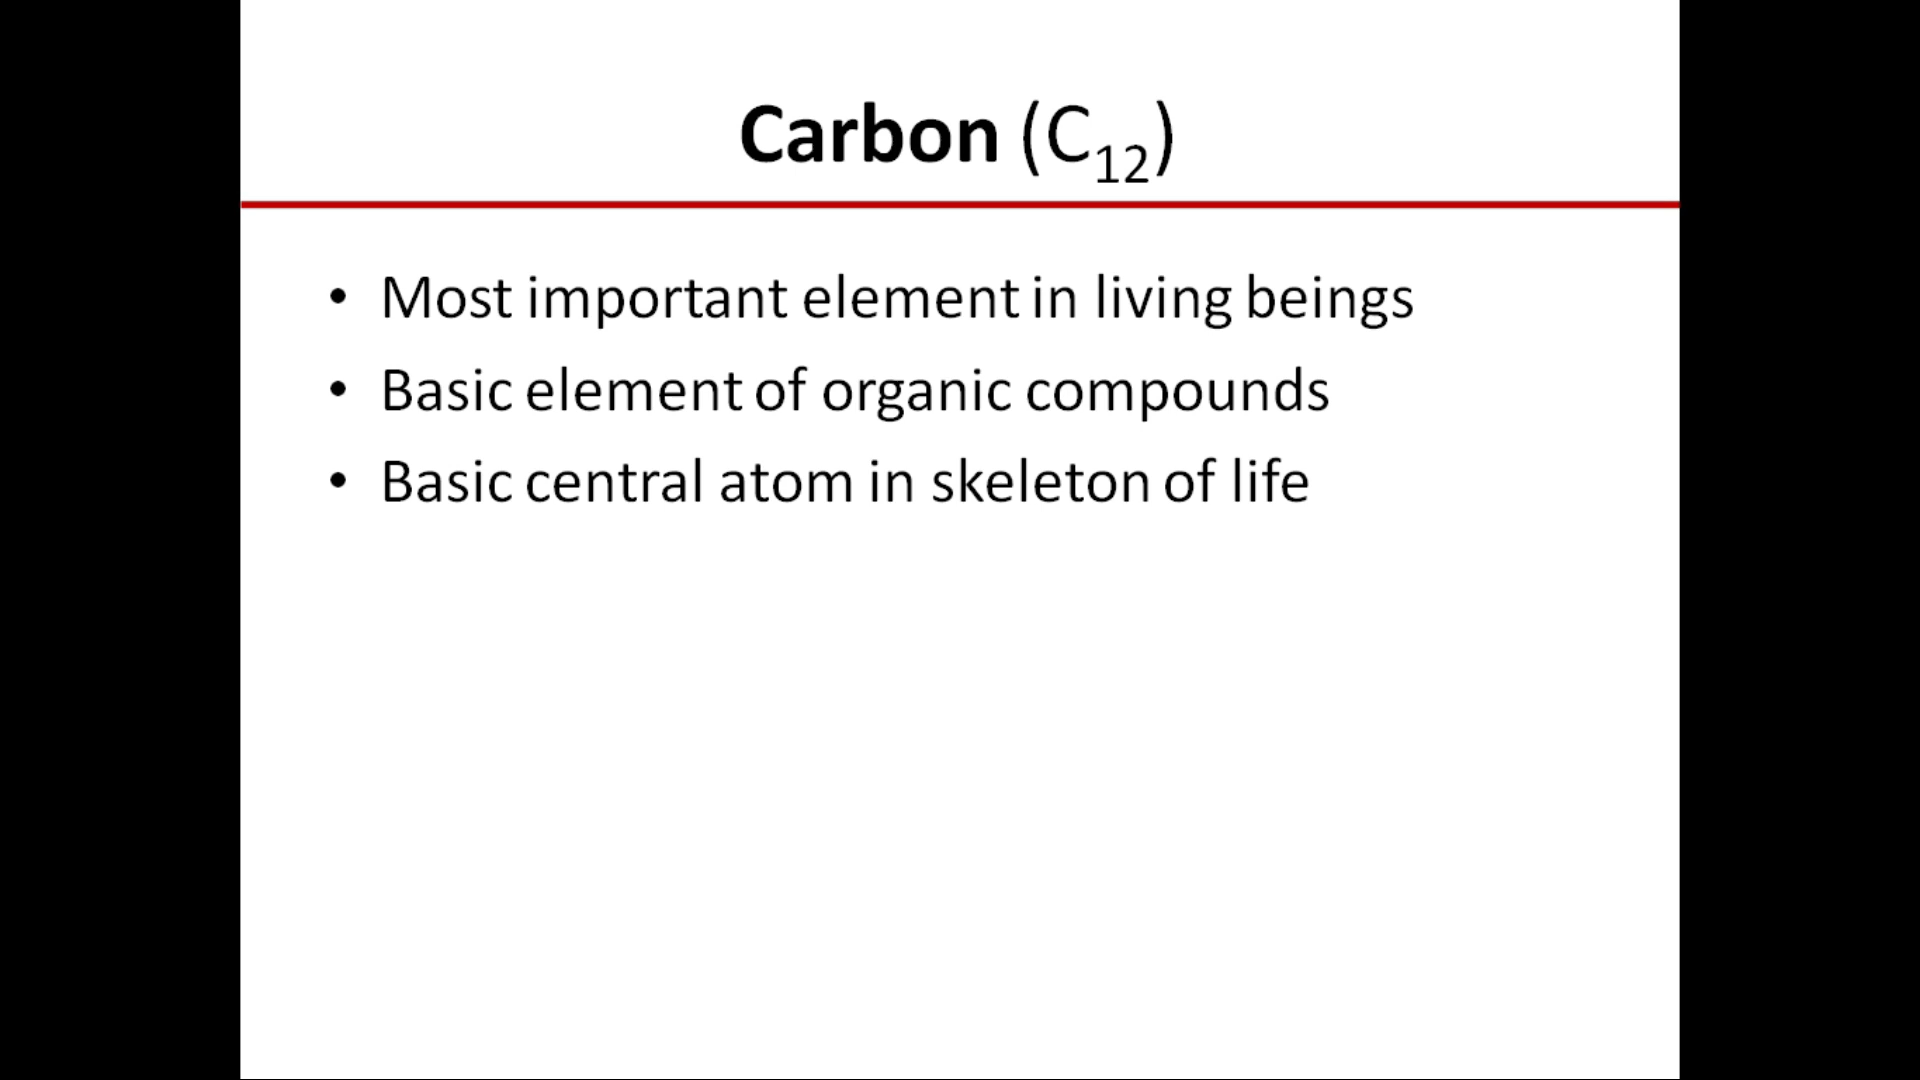 Carbon (C₁₂)
• Most important element in living beings
• Basic element of organic compounds
• Basic central atom in skeleton of life